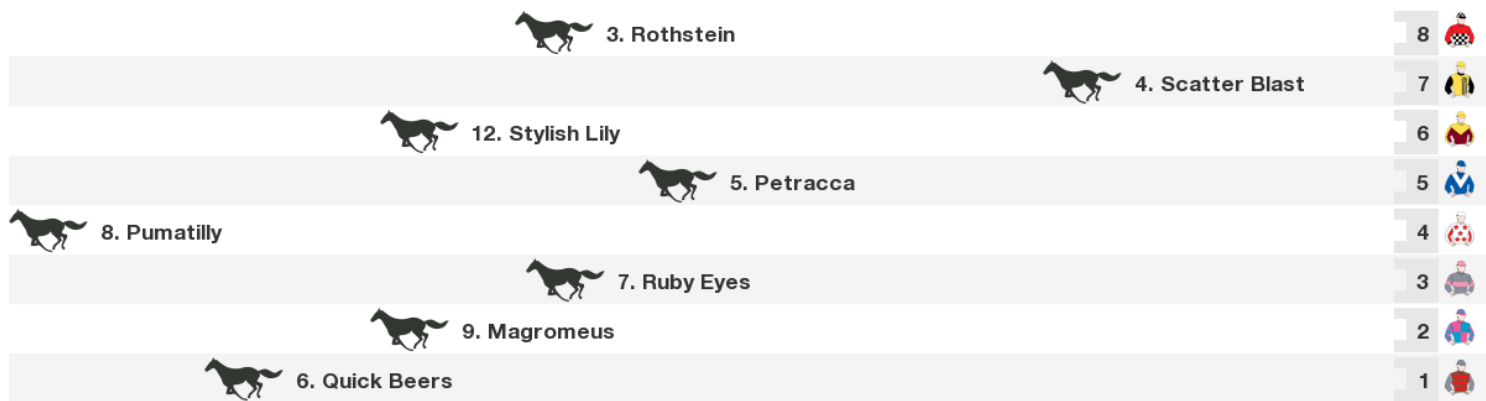 3. Rothstein 8
4. Scatter Blast 7
12. Stylish Lily 6
5. Petracca 5
8. Pumatilly 4
7. Ruby Eyes 3
9. Magromeus 2
6. Quick Beers 1